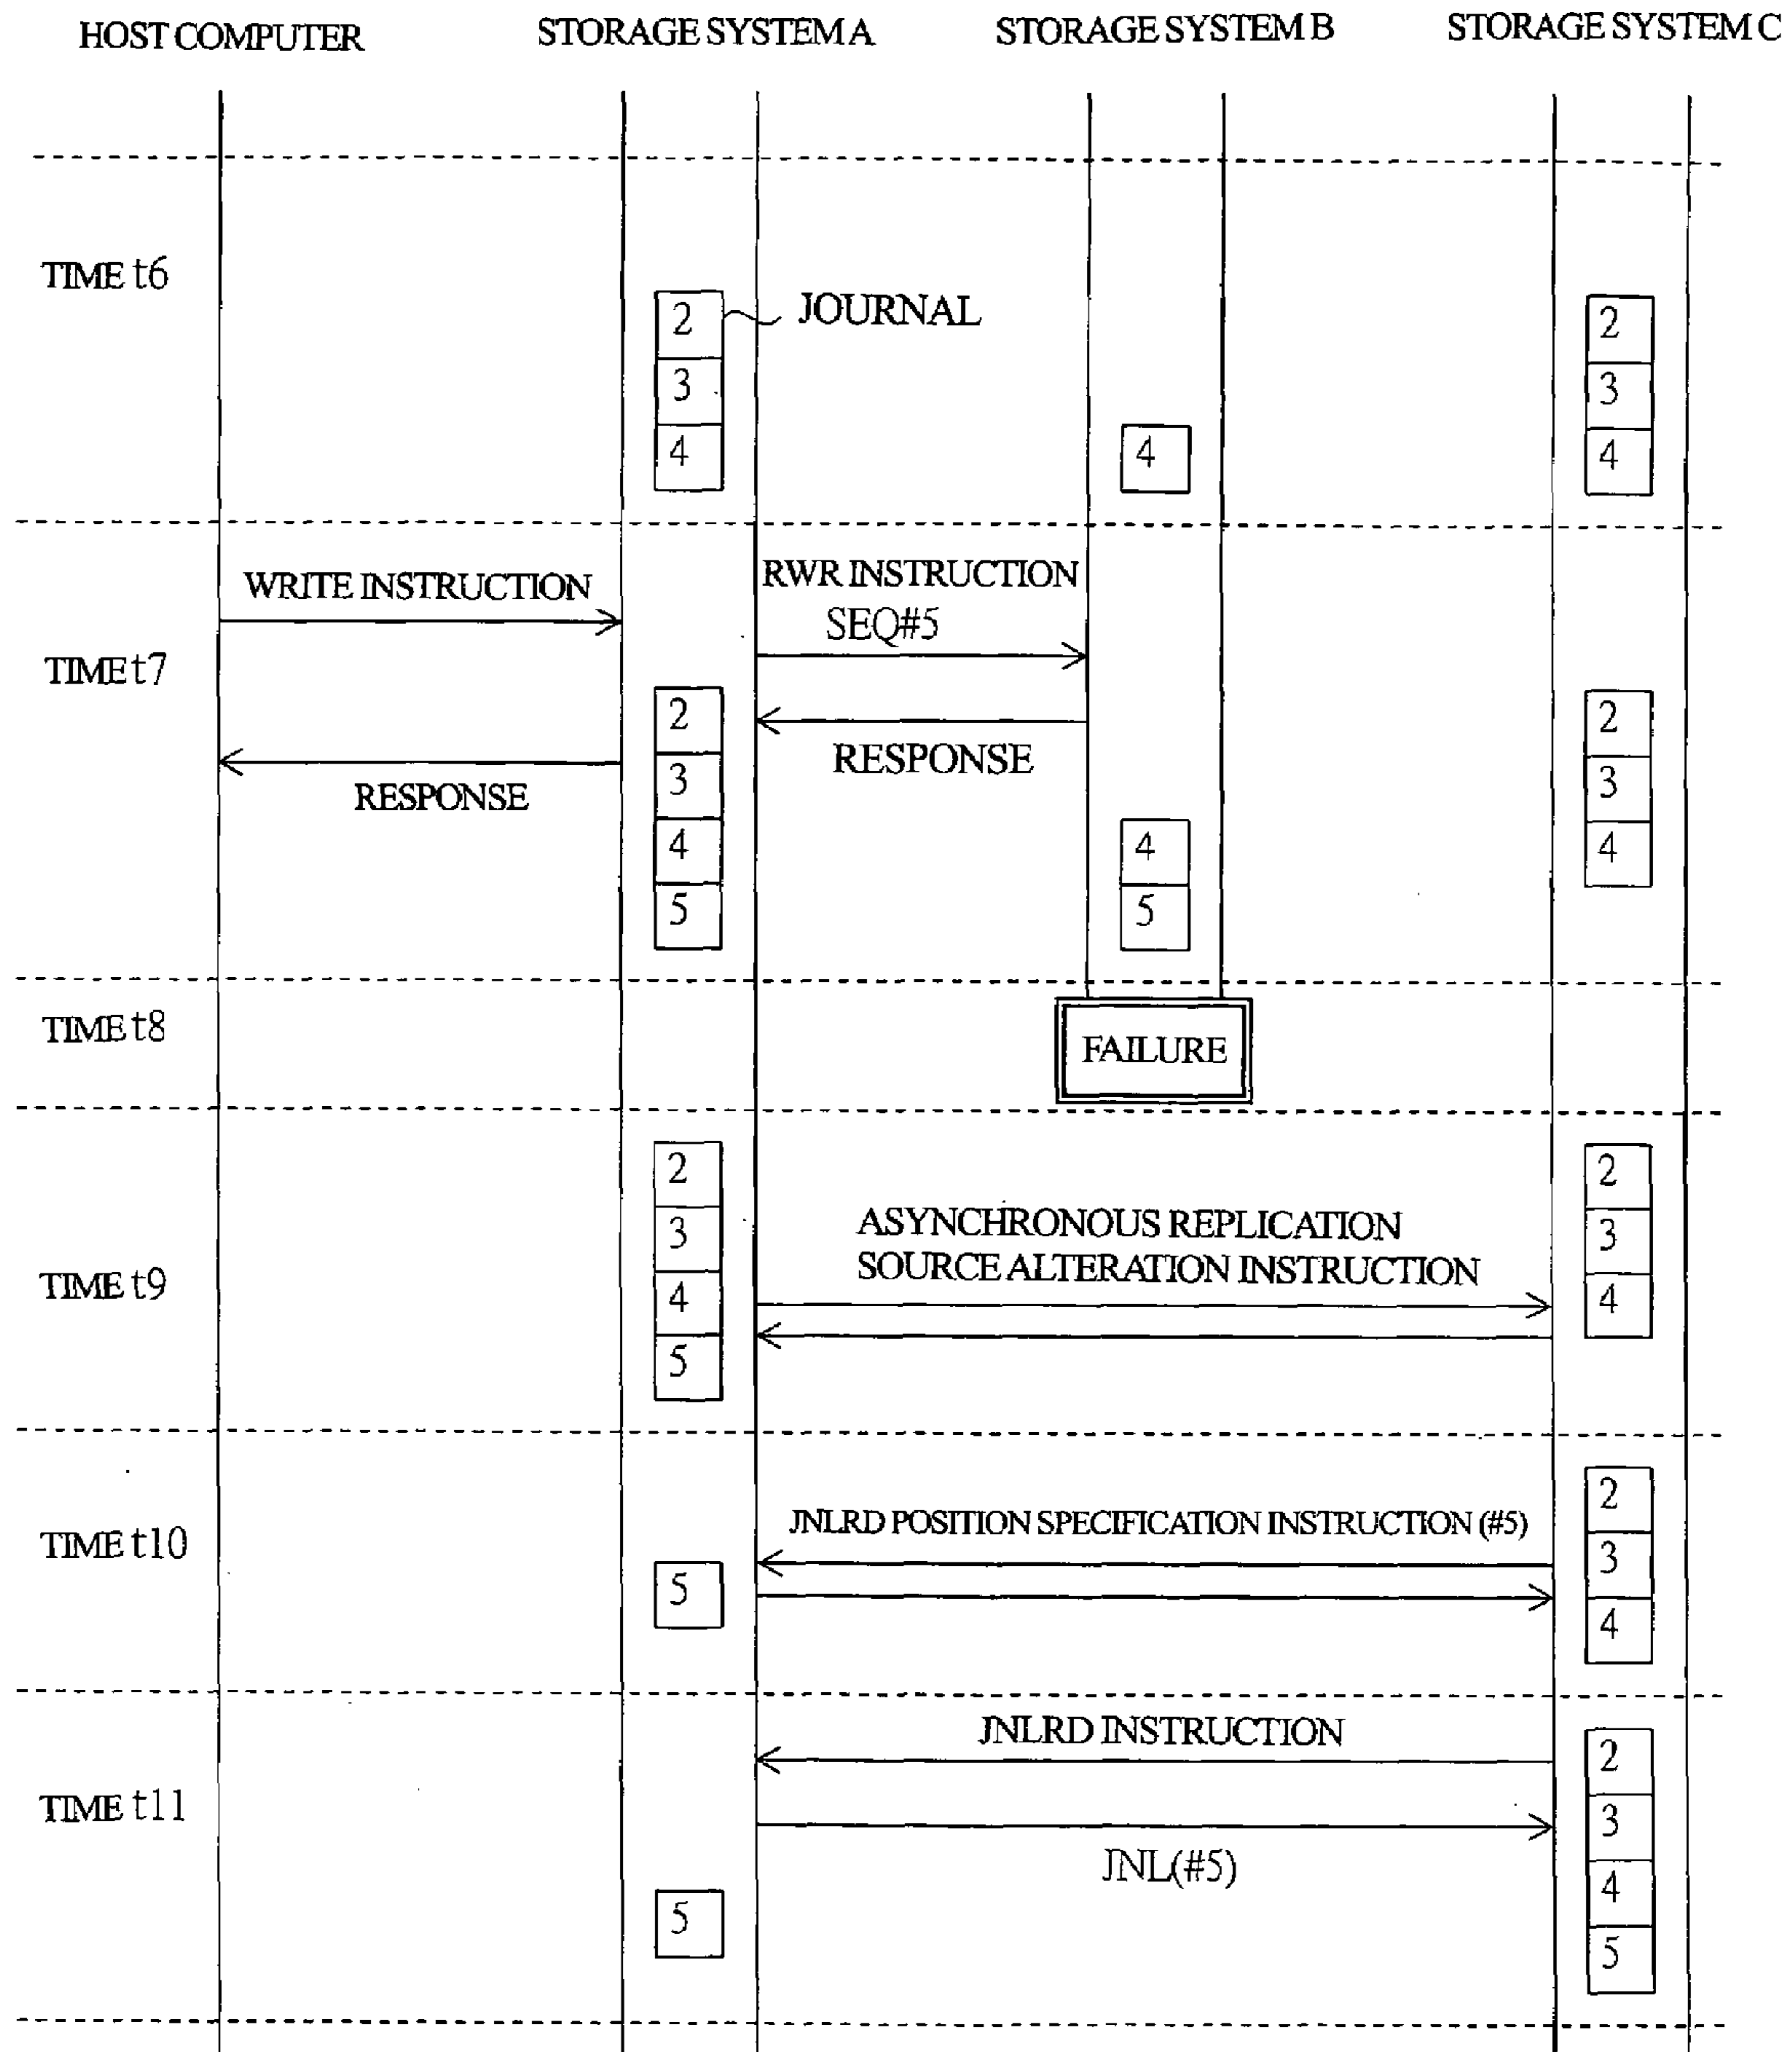 HOST COMPUTER STORAGE SYSTEM A STORAGE SYSTEM B STORAGE SYSTEM C
TIME t6
2 JOURNAL 2
3 3
4 4 4
WRITE INSTRUCTION RWR INSTRUCTION
SEQ#5
TIME t7
2 2
RESPONSE
3 3
RESPONSE
4 4 4
5 5
TIME t8 FAILURE
2 2
ASYNCHRONOUS REPLICATION
3 3
SOURCE ALTERATION INSTRUCTION
TIME t9
4 4
5
2
JNLRD POSITION SPECIFICATION INSTRUCTION (#5)
TIME t10
3
5
4
JNLRD INSTRUCTION
2
TIME t11
3
JNL(#5)
4
5
5